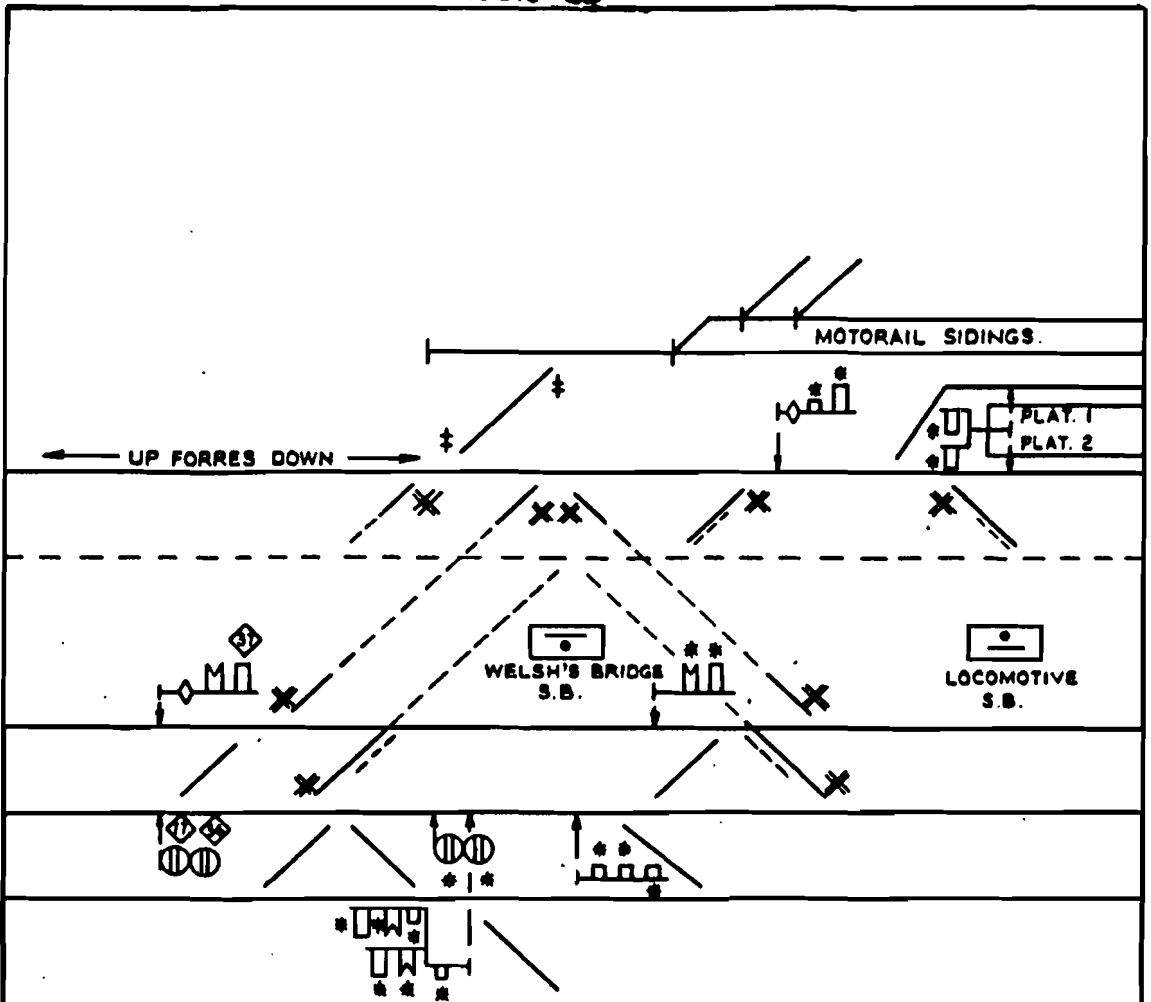 MOTORAIL SIDINGS.
PLAT. 1
PLAT. 2
UP FORRES DOWN
37
WELSH'S BRIDGE
S.B.
LOCOMOTIVE
S.B.
M
M